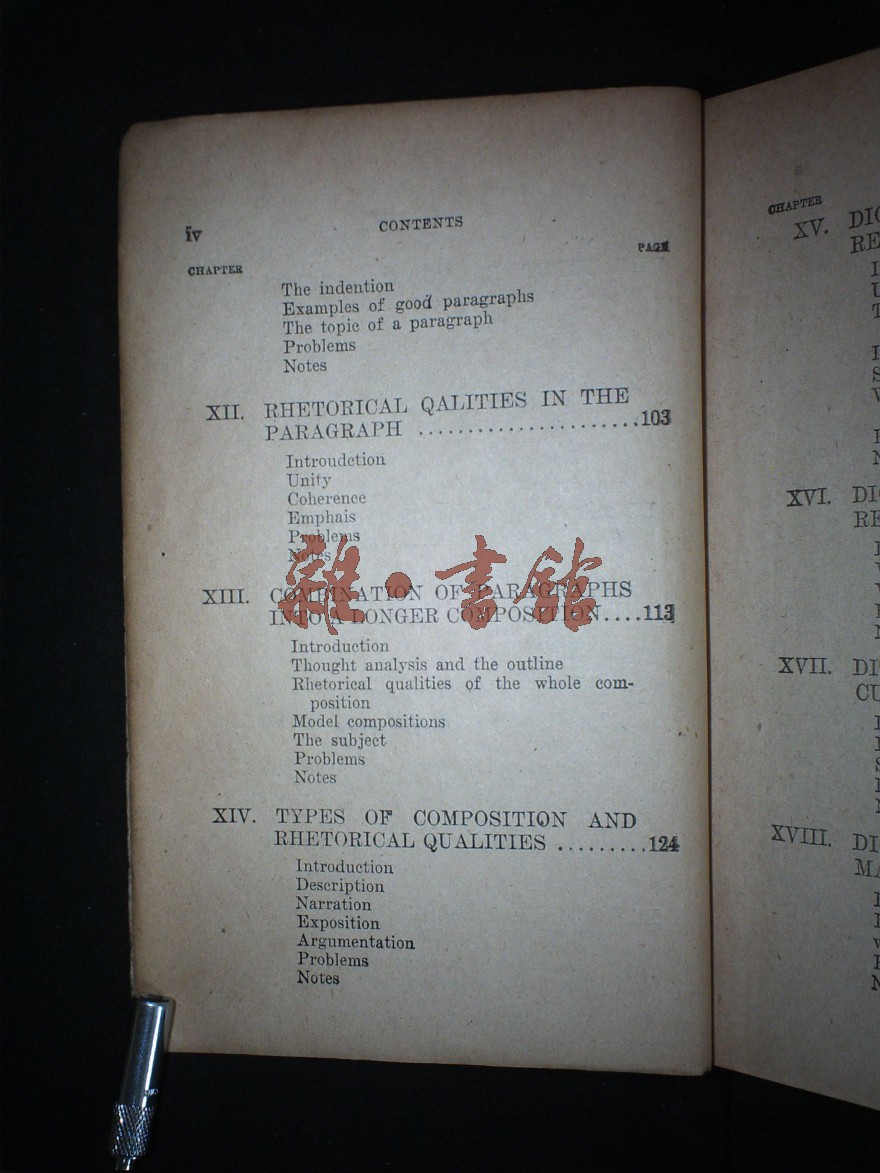 iv
CONTENTS
CHAPTER
PAGE
The indention
Examples of good paragraphs
The topic of a paragraph
Problems
Notes
XII. RHETORICAL QALITIES IN THE
PARAGRAPH ......................103
Introudction
Unity
Coherence
Emphais
Problems
Notes
XIII. COMBINATION OF PARAGRAPHS
INTO A LONGER COMPOSITION....113
Introduction
Thought analysis and the outline
Rhetorical qualities of the whole com-
position
Model compositions
The subject
Problems
Notes
XIV. TYPES OF COMPOSITION AND
RHETORICAL QUALITIES .........124
Introduction
Description
Narration
Exposition
Argumentation
Problems
Notes
雜·書館
CHAPTER
XV.
XVI.
XVII.
XVIII.